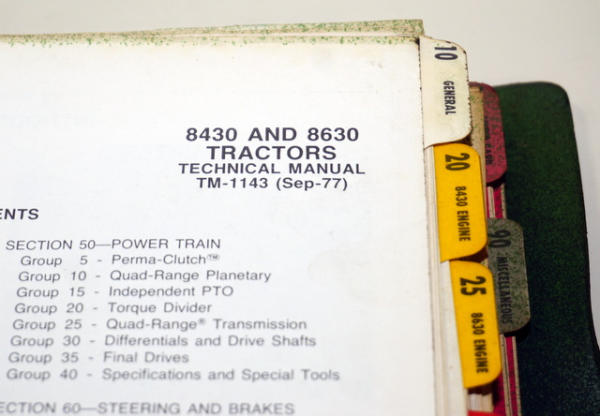 8430 AND 8630
TRACTORS
TECHNICAL MANUAL
TM-1143 (Sep-77)
ENTS
SECTION 50—POWER TRAIN
Group 5 - Perma-Clutch™
Group 10 - Quad-Range Planetary
Group 15 - Independent PTO
Group 20 - Torque Divider
Group 25 - Quad-Range® Transmission
Group 30 - Differentials and Drive Shafts
Group 35 - Final Drives
Group 40 - Specifications and Special Tools
ECTION 60—STEERING AND BRAKES
10 GENERAL
20 8430 ENGINE
25 8630 ENGINE
90 MISCELLANEOUS